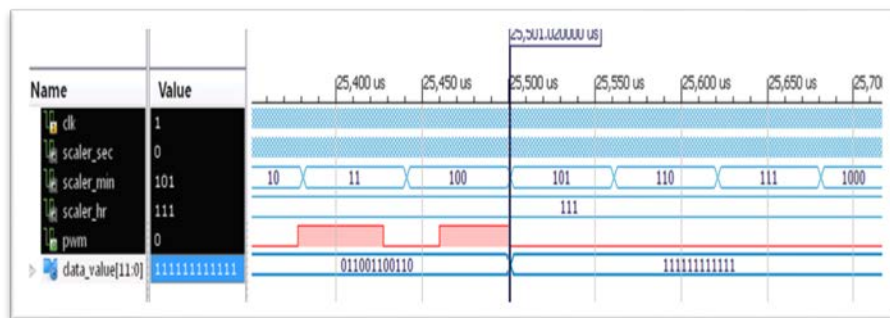 25,501.020000 us
Name Value 25,400 us 25,450 us 25,500 us 25,550 us 25,600 us 25,650 us 25,70
clk 1
scaler_sec 0
scaler_min 101 10 11 100 101 110 111 1000
scaler_hr 111 111
pwm 0
data_value[11:0] 111111111111 011001100110 111111111111